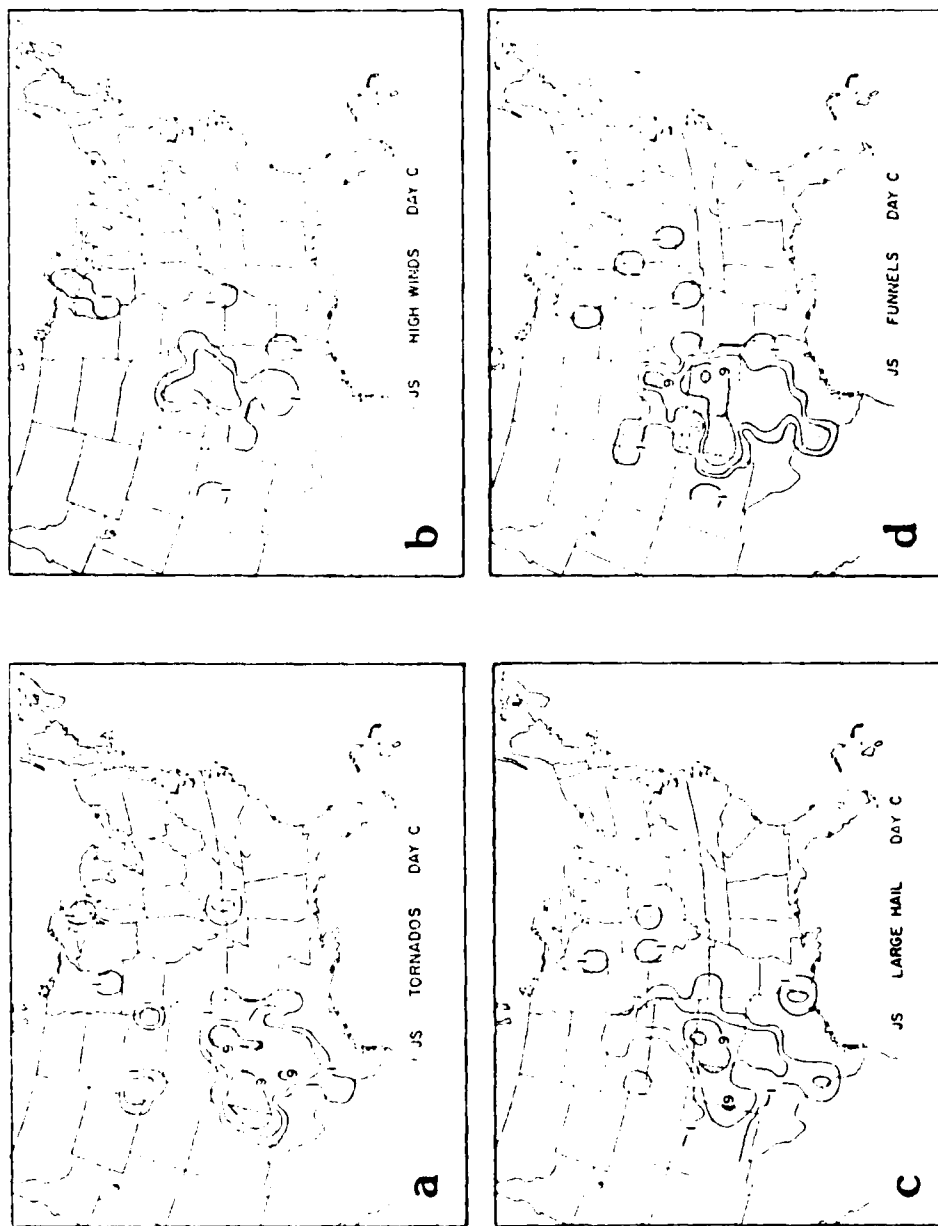 a
JS TORNADOS DAY C
b
JS HIGH WINDS DAY C
c
JS LARGE HAIL DAY C
d
JS FUNNELS DAY C